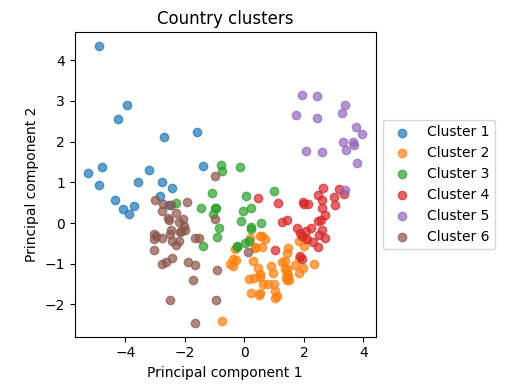 Country clusters
Principal component 2
4
3
2
1
0
−1
−2
−4
−2
0
2
4
Principal component 1
Cluster 1
Cluster 2
Cluster 3
Cluster 4
Cluster 5
Cluster 6